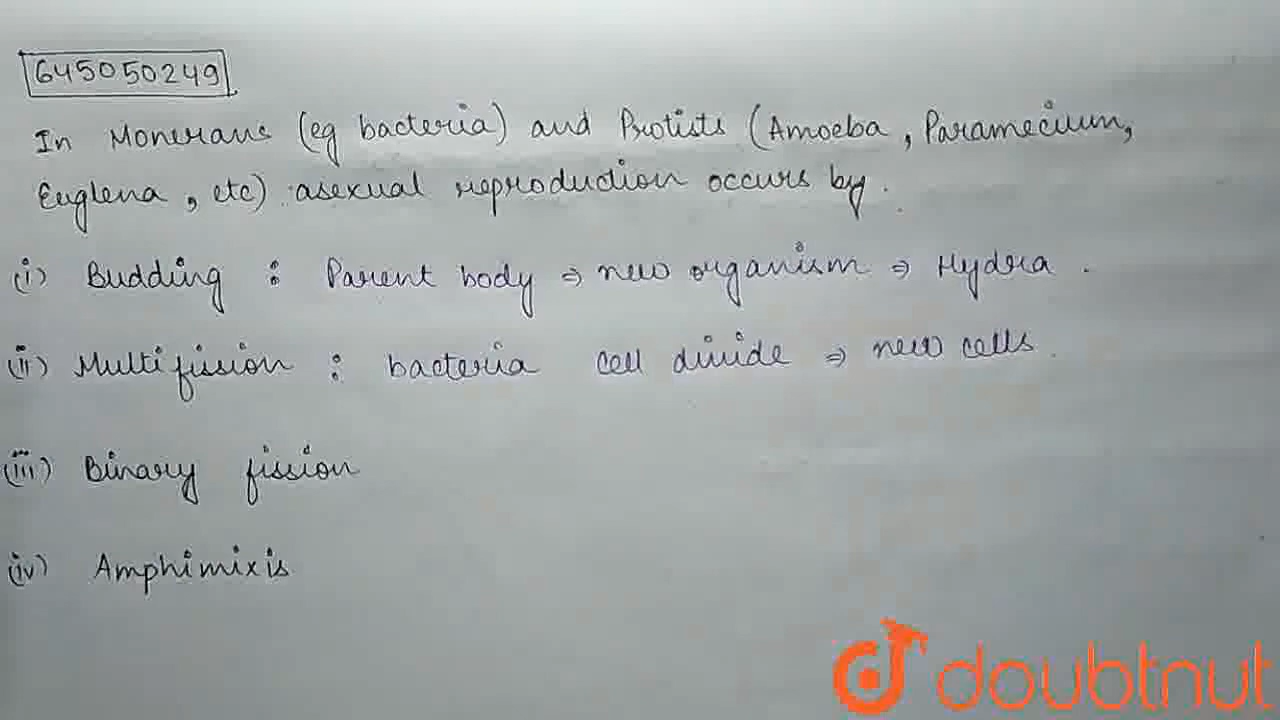 645050249
In Monerans (eg bacteria) and Protists (Amoeba, Paramecium,
Euglena, etc) asexual reproduction occurs by.
(i) Budding : Parent body ⇒ new organism ⇒ Hydra.
(ii) Multifission : bacteria cell divide ⇒ new cells.
(iii) Binary fission
(iv) Amphimixis
doubtnut